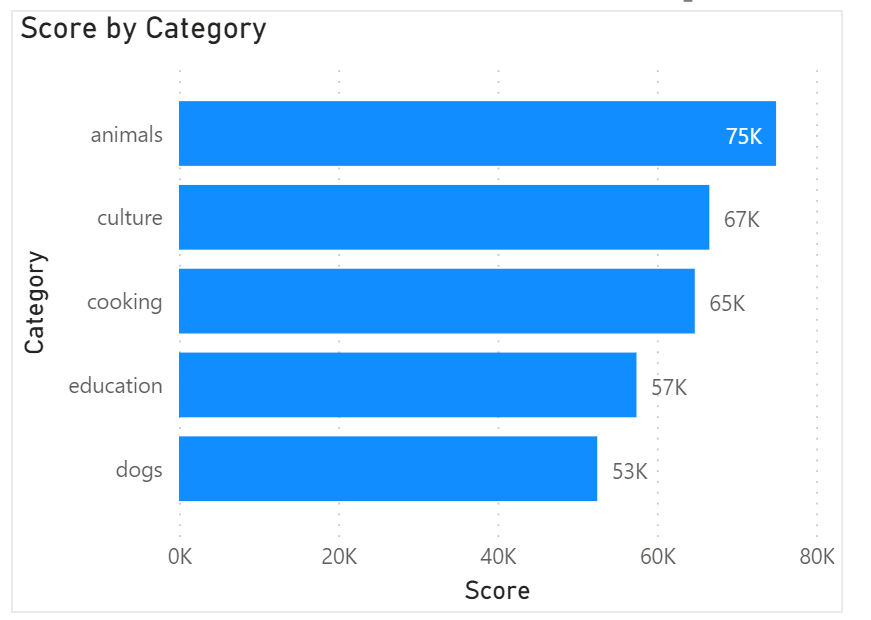 Score by Category
animals
75K
culture
67K
cooking
65K
education
57K
dogs
53K
0K 20K 40K 60K 80K
Score
Category